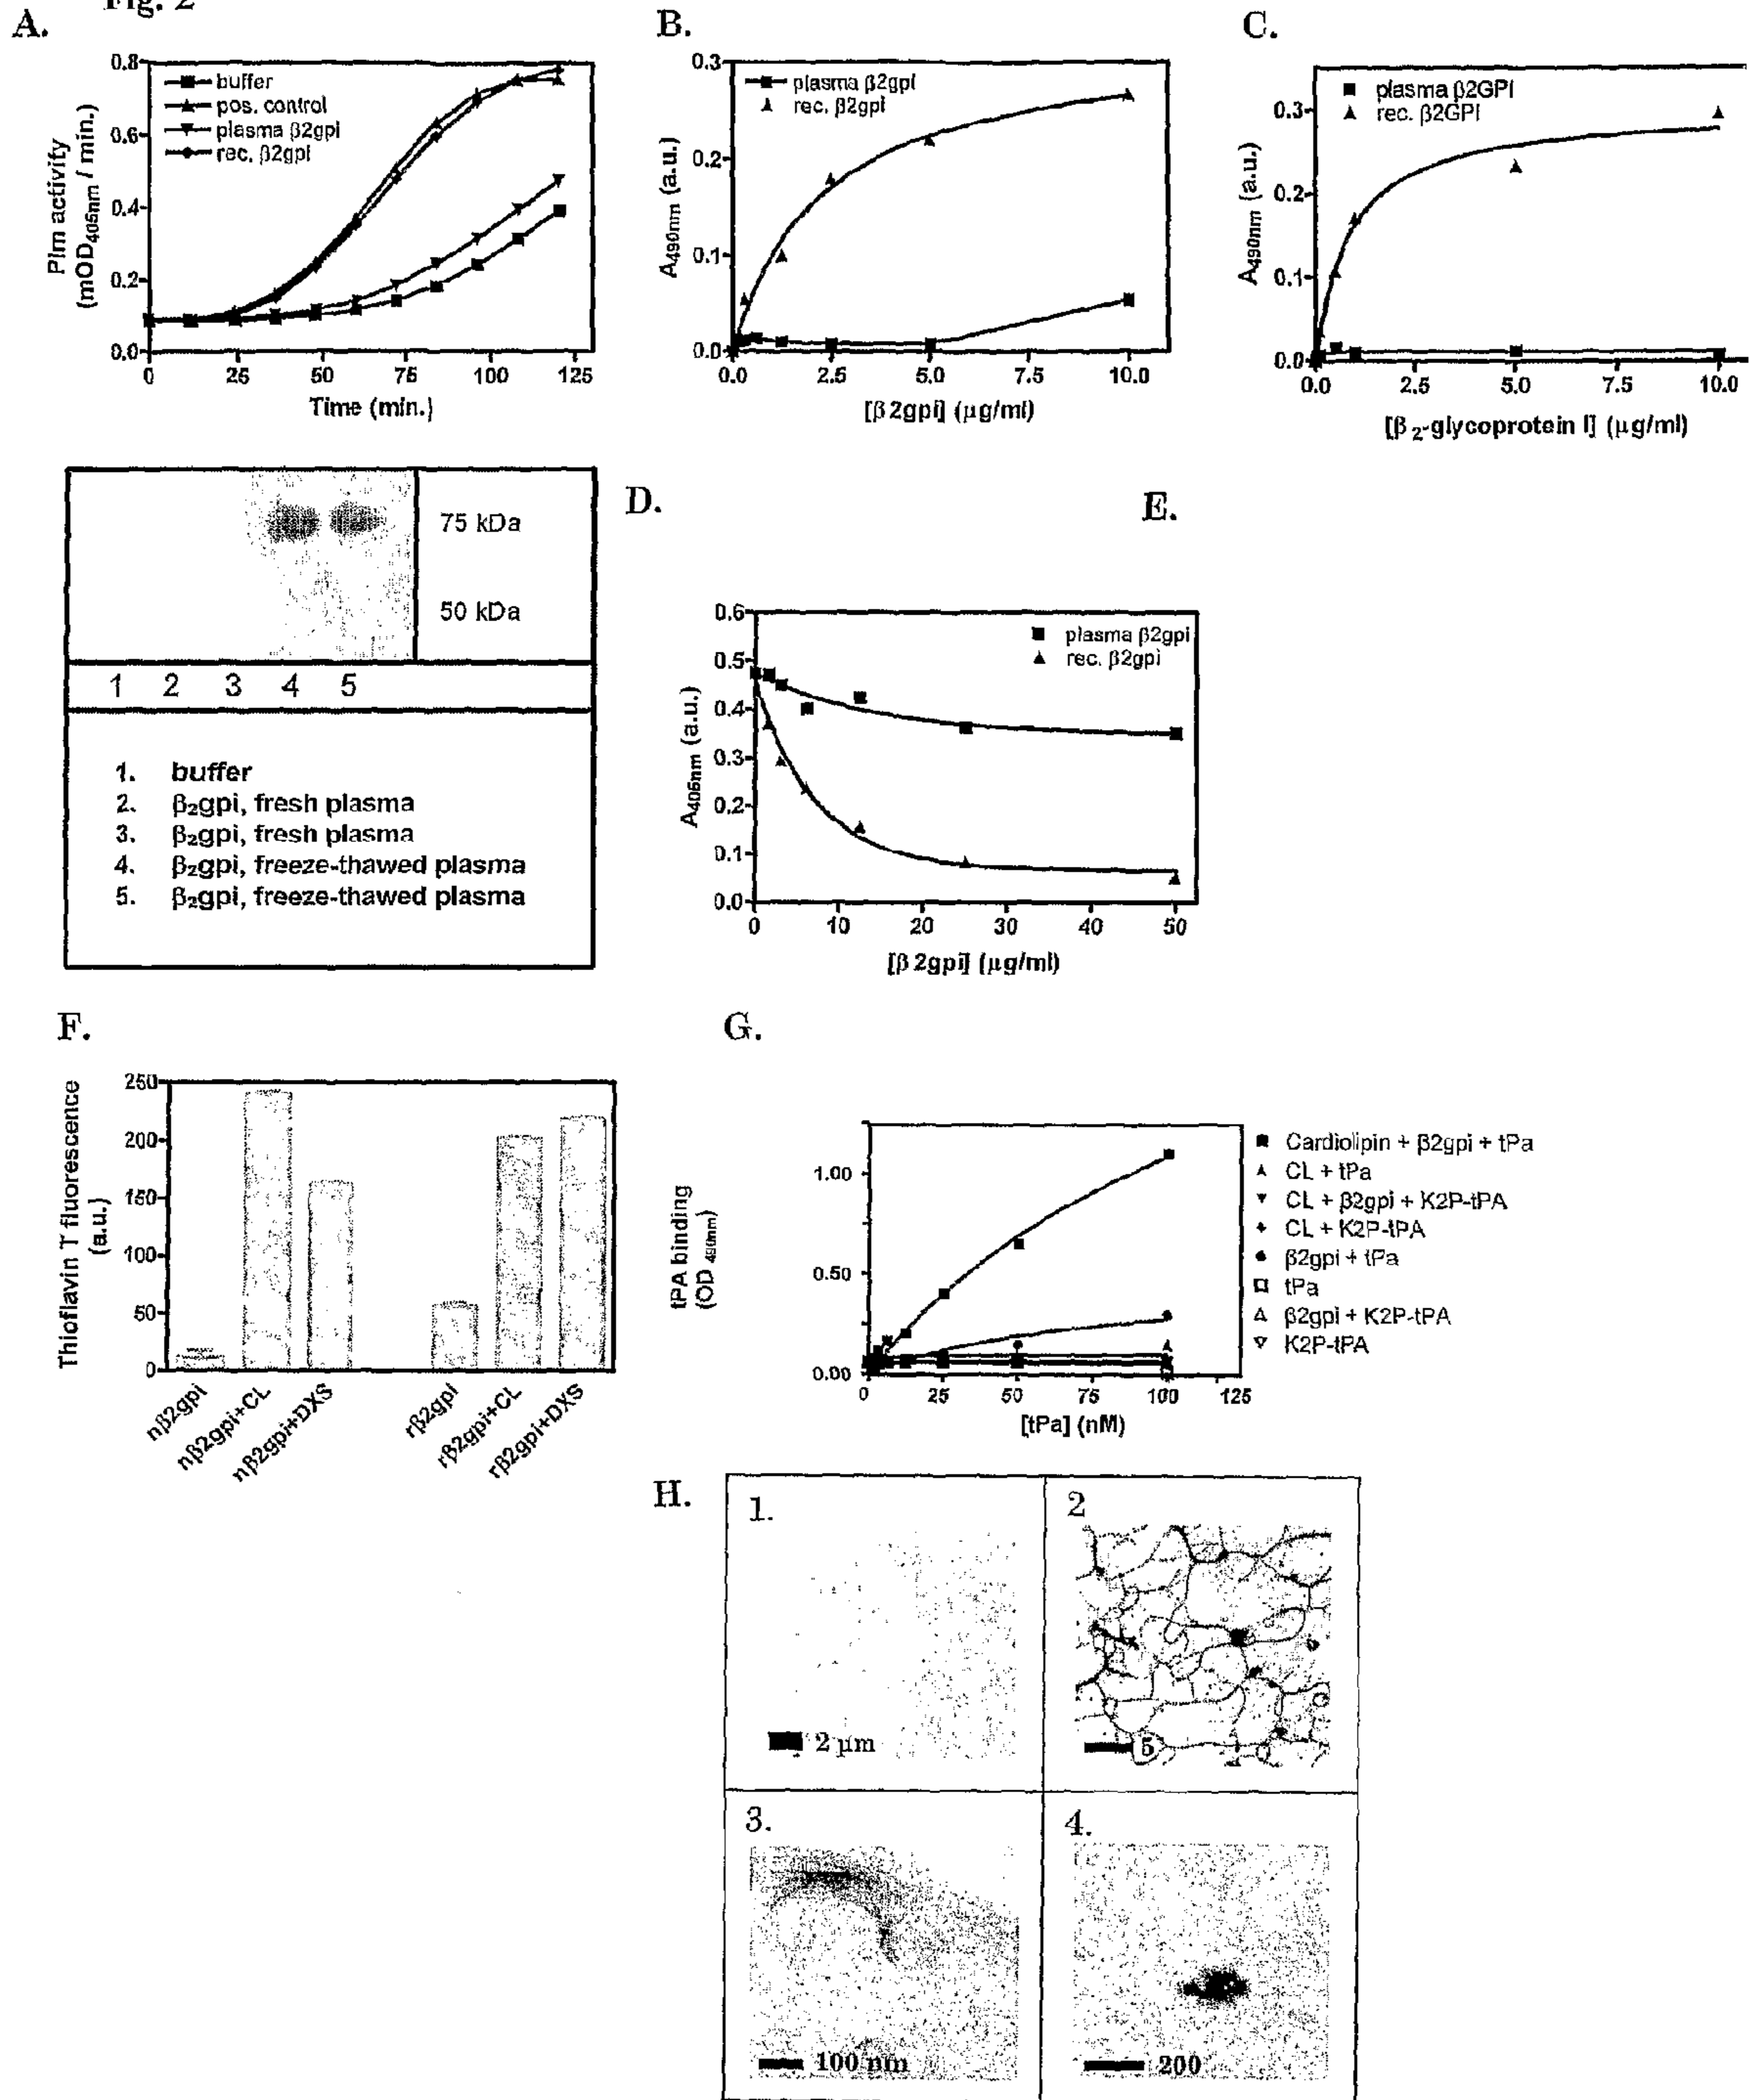 Fig. 2
A.
0.8
0.6
0.4
0.2
0.0
Plm activity
(mOD405nm / min.)
buffer
pos. control
plasma β2gpi
rec. β2gpi
0 25 50 75 100 125
Time (min.)
B.
0.3
0.2
0.1
0.0
A490nm (a.u.)
plasma β2gpi
rec. β2gpi
0.0 2.5 5.0 7.5 10.0
[β2gpi] (µg/ml)
C.
0.3
0.2
0.1
0.0
A490nm (a.u.)
plasma β2GPI
rec. β2GPI
0.0 2.5 5.0 7.5 10.0
[β2-glycoprotein I] (µg/ml)
75 kDa
50 kDa
1 2 3 4 5
1. buffer
2. β2gpi, fresh plasma
3. β2gpi, fresh plasma
4. β2gpi, freeze-thawed plasma
5. β2gpi, freeze-thawed plasma
D.
E.
0.6
0.5
0.4
0.3
0.2
0.1
0.0
A405nm (a.u.)
plasma β2gpi
rec. β2gpi
0 10 20 30 40 50
[β2gpi] (µg/ml)
F.
Thioflavin T fluorescence
(a.u.)
250
200
150
100
50
0
nβ2gpi
nβ2gpi+CL
nβ2gpi+DXS
rβ2gpi
rβ2gpi+CL
rβ2gpi+DXS
G.
tPA binding
(OD 490nm)
1.00
0.50
0.00
0 25 50 75 100 125
[tPa] (nM)
Cardiolipin + β2gpi + tPa
CL + tPa
CL + β2gpi + K2P-tPA
CL + K2P-tPA
β2gpi + tPa
tPa
β2gpi + K2P-tPA
K2P-tPA
H.
1.
2 µm
2
5
3.
100 nm
4.
200